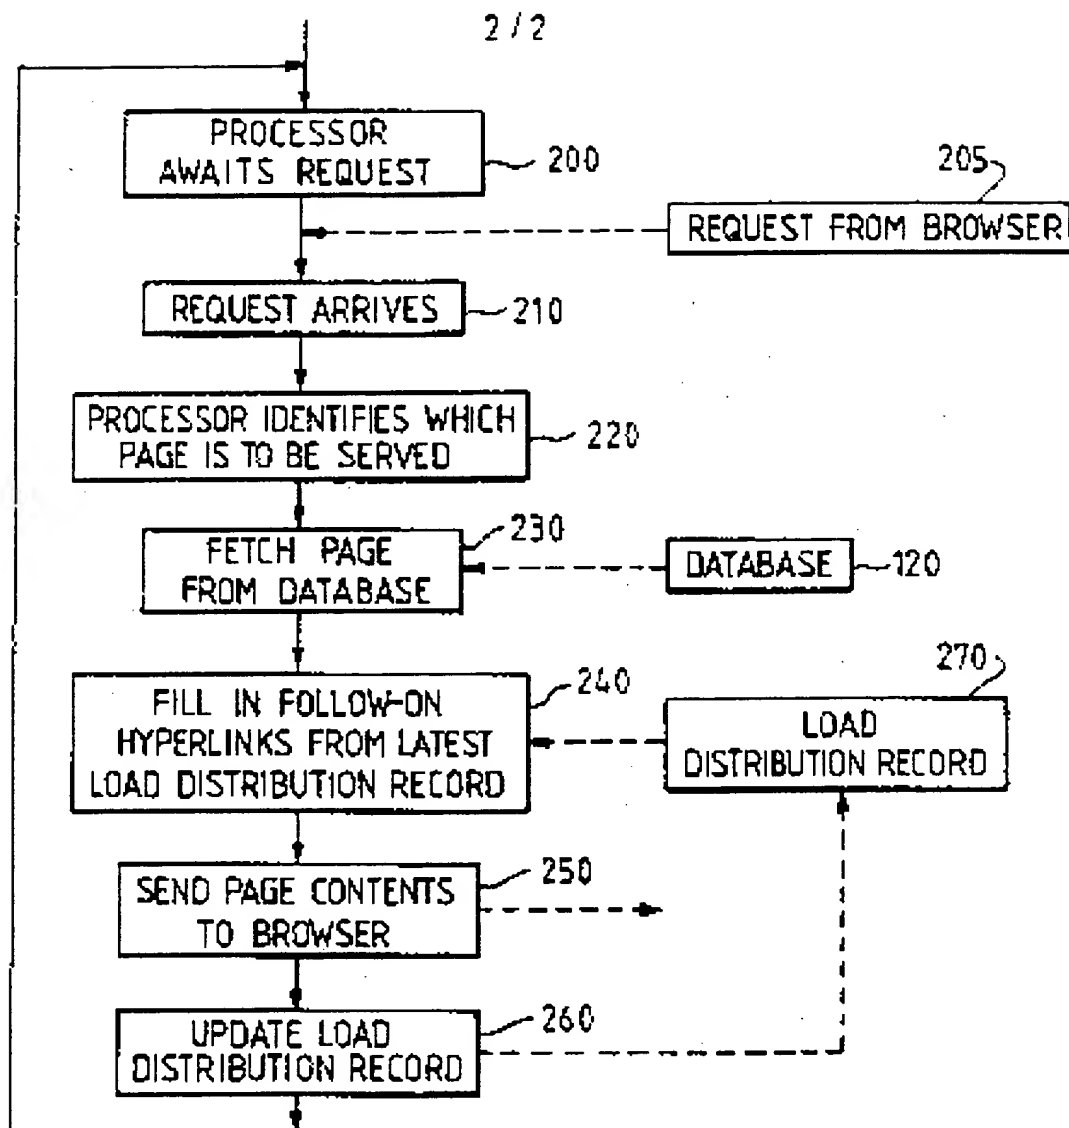 2 / 2
PROCESSOR
AWAITS REQUEST
200
205
REQUEST FROM BROWSER
REQUEST ARRIVES
210
PROCESSOR IDENTIFIES WHICH
PAGE IS TO BE SERVED
220
230
FETCH PAGE
FROM DATABASE
DATABASE
120
240
FILL IN FOLLOW-ON
HYPERLINKS FROM LATEST
LOAD DISTRIBUTION RECORD
270
LOAD
DISTRIBUTION RECORD
250
SEND PAGE CONTENTS
TO BROWSER
260
UPDATE LOAD
DISTRIBUTION RECORD